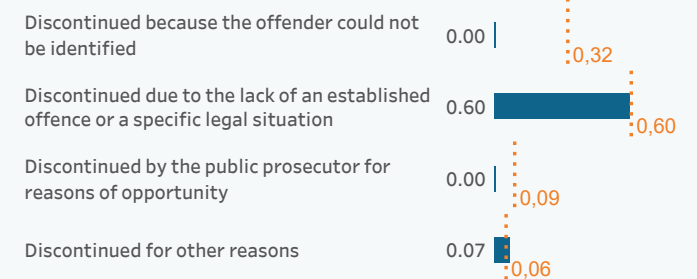 Discontinued because the offender could not
be identified
0.00
0,32
Discontinued due to the lack of an established
offence or a specific legal situation
0.60
0,60
Discontinued by the public prosecutor for
reasons of opportunity
0.00
0,09
Discontinued for other reasons
0.07
0,06